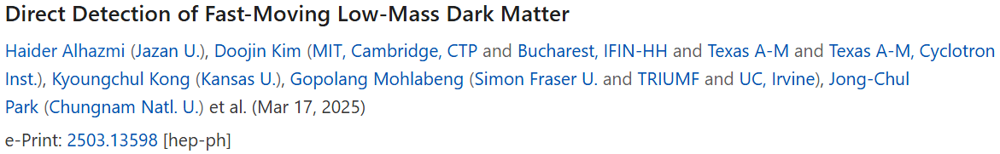 Direct Detection of Fast-Moving Low-Mass Dark Matter
Haider Alhazmi (Jazan U.), Doojin Kim (MIT, Cambridge, CTP and Bucharest, IFIN-HH and Texas A-M and Texas A-M, Cyclotron
Inst.), Kyoungchul Kong (Kansas U.), Gopolang Mohlabeng (Simon Fraser U. and TRIUMF and UC, Irvine), Jong-Chul
Park (Chungnam Natl. U.) et al. (Mar 17, 2025)
e-Print: 2503.13598 [hep-ph]